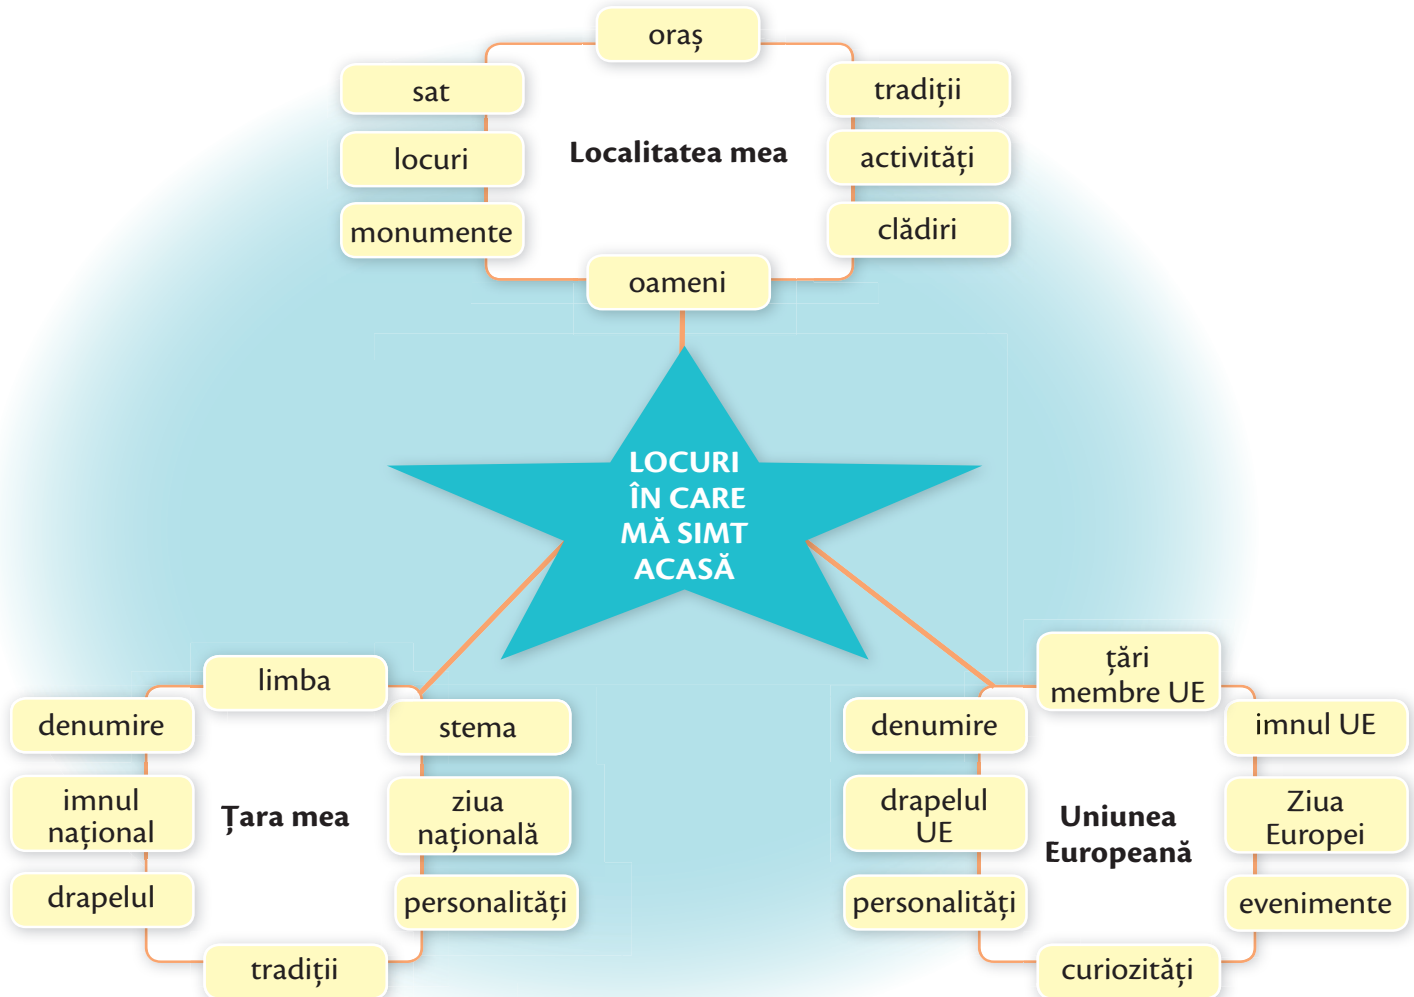 oraș
sat
locuri
monumente
Localitatea mea
tradiții
activități
clădiri
oameni
LOCURI
ÎN CARE
MĂ SIMT
ACASĂ
limba
denumire
imnul
național
drapelul
Țara mea
stema
ziua
națională
personalități
tradiții
țări
membre UE
denumire
drapelul
UE
personalități
Uniunea
Europeană
imnul UE
Ziua
Europei
evenimente
curiozități